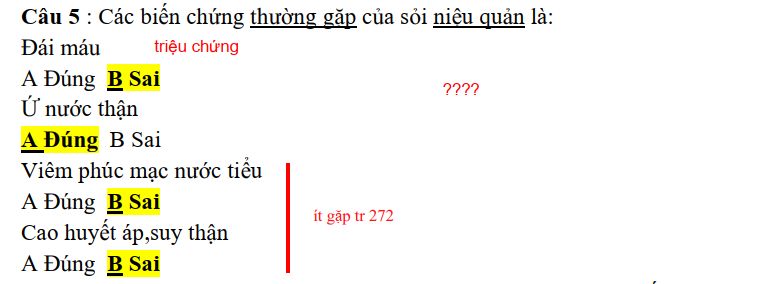 Câu 5 : Các biến chứng thường gặp của sỏi niệu quản là:
Đái máu triệu chứng
A Đúng B Sai
????
Ứ nước thận
A Đúng B Sai
Viêm phúc mạc nước tiểu
A Đúng B Sai
ít gặp tr 272
Cao huyết áp,suy thận
A Đúng B Sai